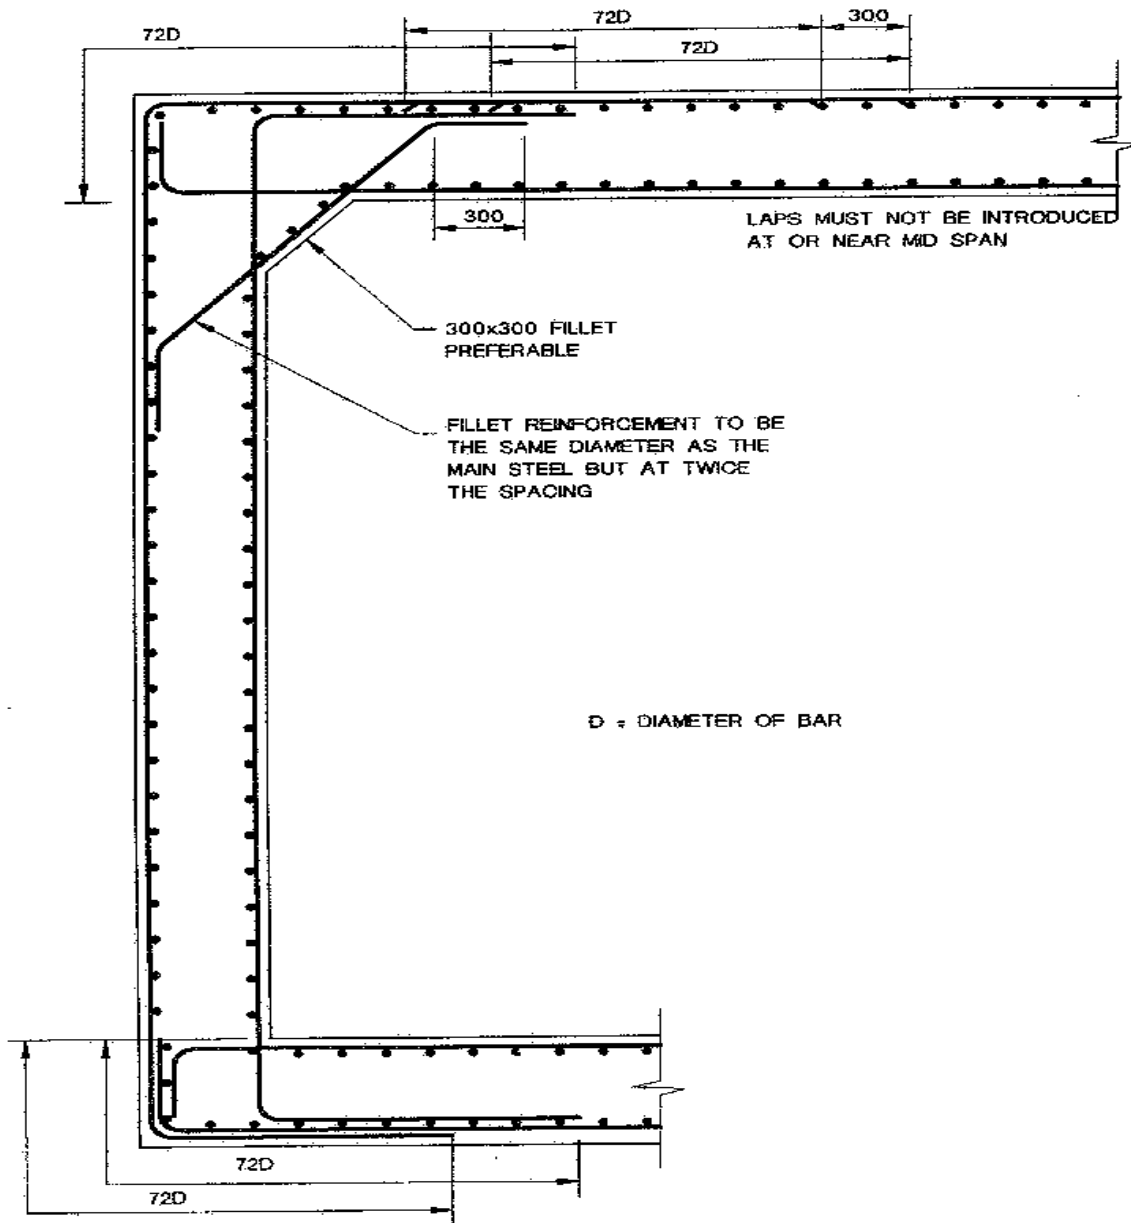 72D
300
72D
72D
300
LAPS MUST NOT BE INTRODUCED
AT OR NEAR MID SPAN
300x300 FILLET
PREFERABLE
FILLET REINFORCEMENT TO BE
THE SAME DIAMETER AS THE
MAIN STEEL BUT AT TWICE
THE SPACING
D = DIAMETER OF BAR
72D
72D